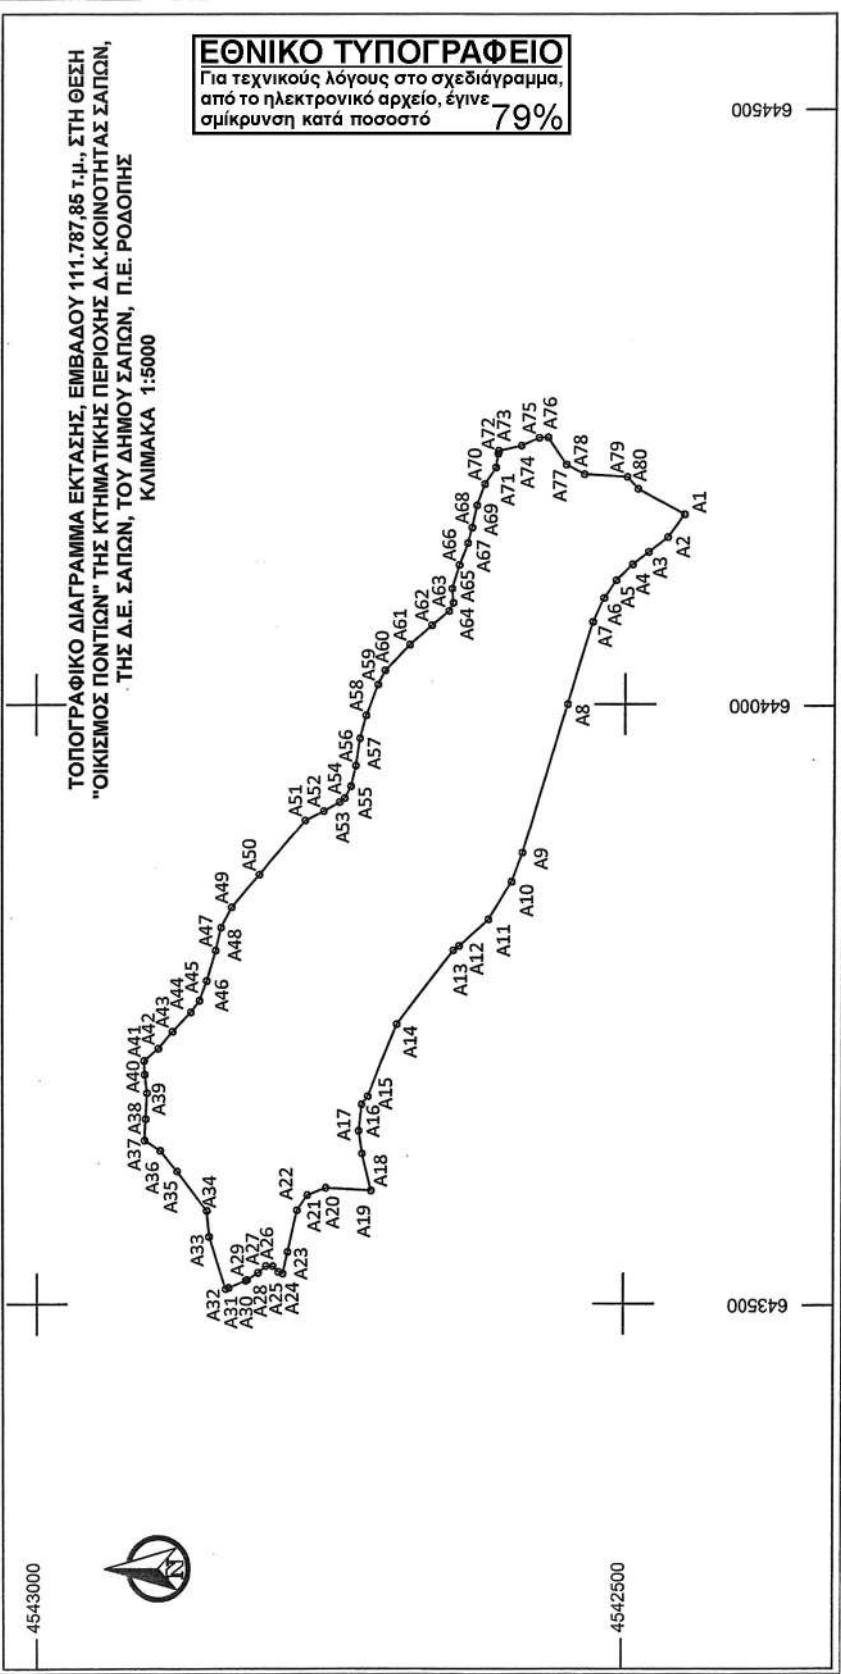 ΤΟΠΟΓΡΑΦΙΚΟ ΔΙΑΓΡΑΜΜΑ ΕΚΤΑΣΗΣ, ΕΜΒΑΔΟΥ 111.787,85 τ.μ., ΣΤΗ ΘΕΣΗ
"ΟΙΚΙΣΜΟΣ ΠΟΝΤΙΩΝ" ΤΗΣ ΚΤΗΜΑΤΙΚΗΣ ΠΕΡΙΟΧΗΣ Δ.Κ.ΚΟΙΝΟΤΗΤΑΣ ΣΑΠΩΝ,
ΤΗΣ Δ.Ε. ΣΑΠΩΝ, ΤΟΥ ΔΗΜΟΥ ΣΑΠΩΝ, Π.Ε. ΡΟΔΟΠΗΣ
ΚΛΙΜΑΚΑ 1:5000
ΕΘΝΙΚΟ ΤΥΠΟΓΡΑΦΕΙΟ
Για τεχνικούς λόγους στο σχεδιάγραμμα,
από το ηλεκτρονικό αρχείο, έγινε
σμίκρυνση κατά ποσοστό 79%
4543000
4542500
643500
644000
644500
N
A1
A2
A3
A4
A5
A6
A7
A8
A9
A10
A11
A12
A13
A14
A15
A16
A17
A18
A19
A20
A21
A22
A23
A24
A25
A26
A27
A28
A29
A30
A31
A32
A33
A34
A35
A36
A37
A38
A39
A40
A41
A42
A43
A44
A45
A46
A47
A48
A49
A50
A51
A52
A53
A54
A55
A56
A57
A58
A59
A60
A61
A62
A63
A64
A65
A66
A67
A68
A69
A70
A71
A72
A73
A74
A75
A76
A77
A78
A79
A80